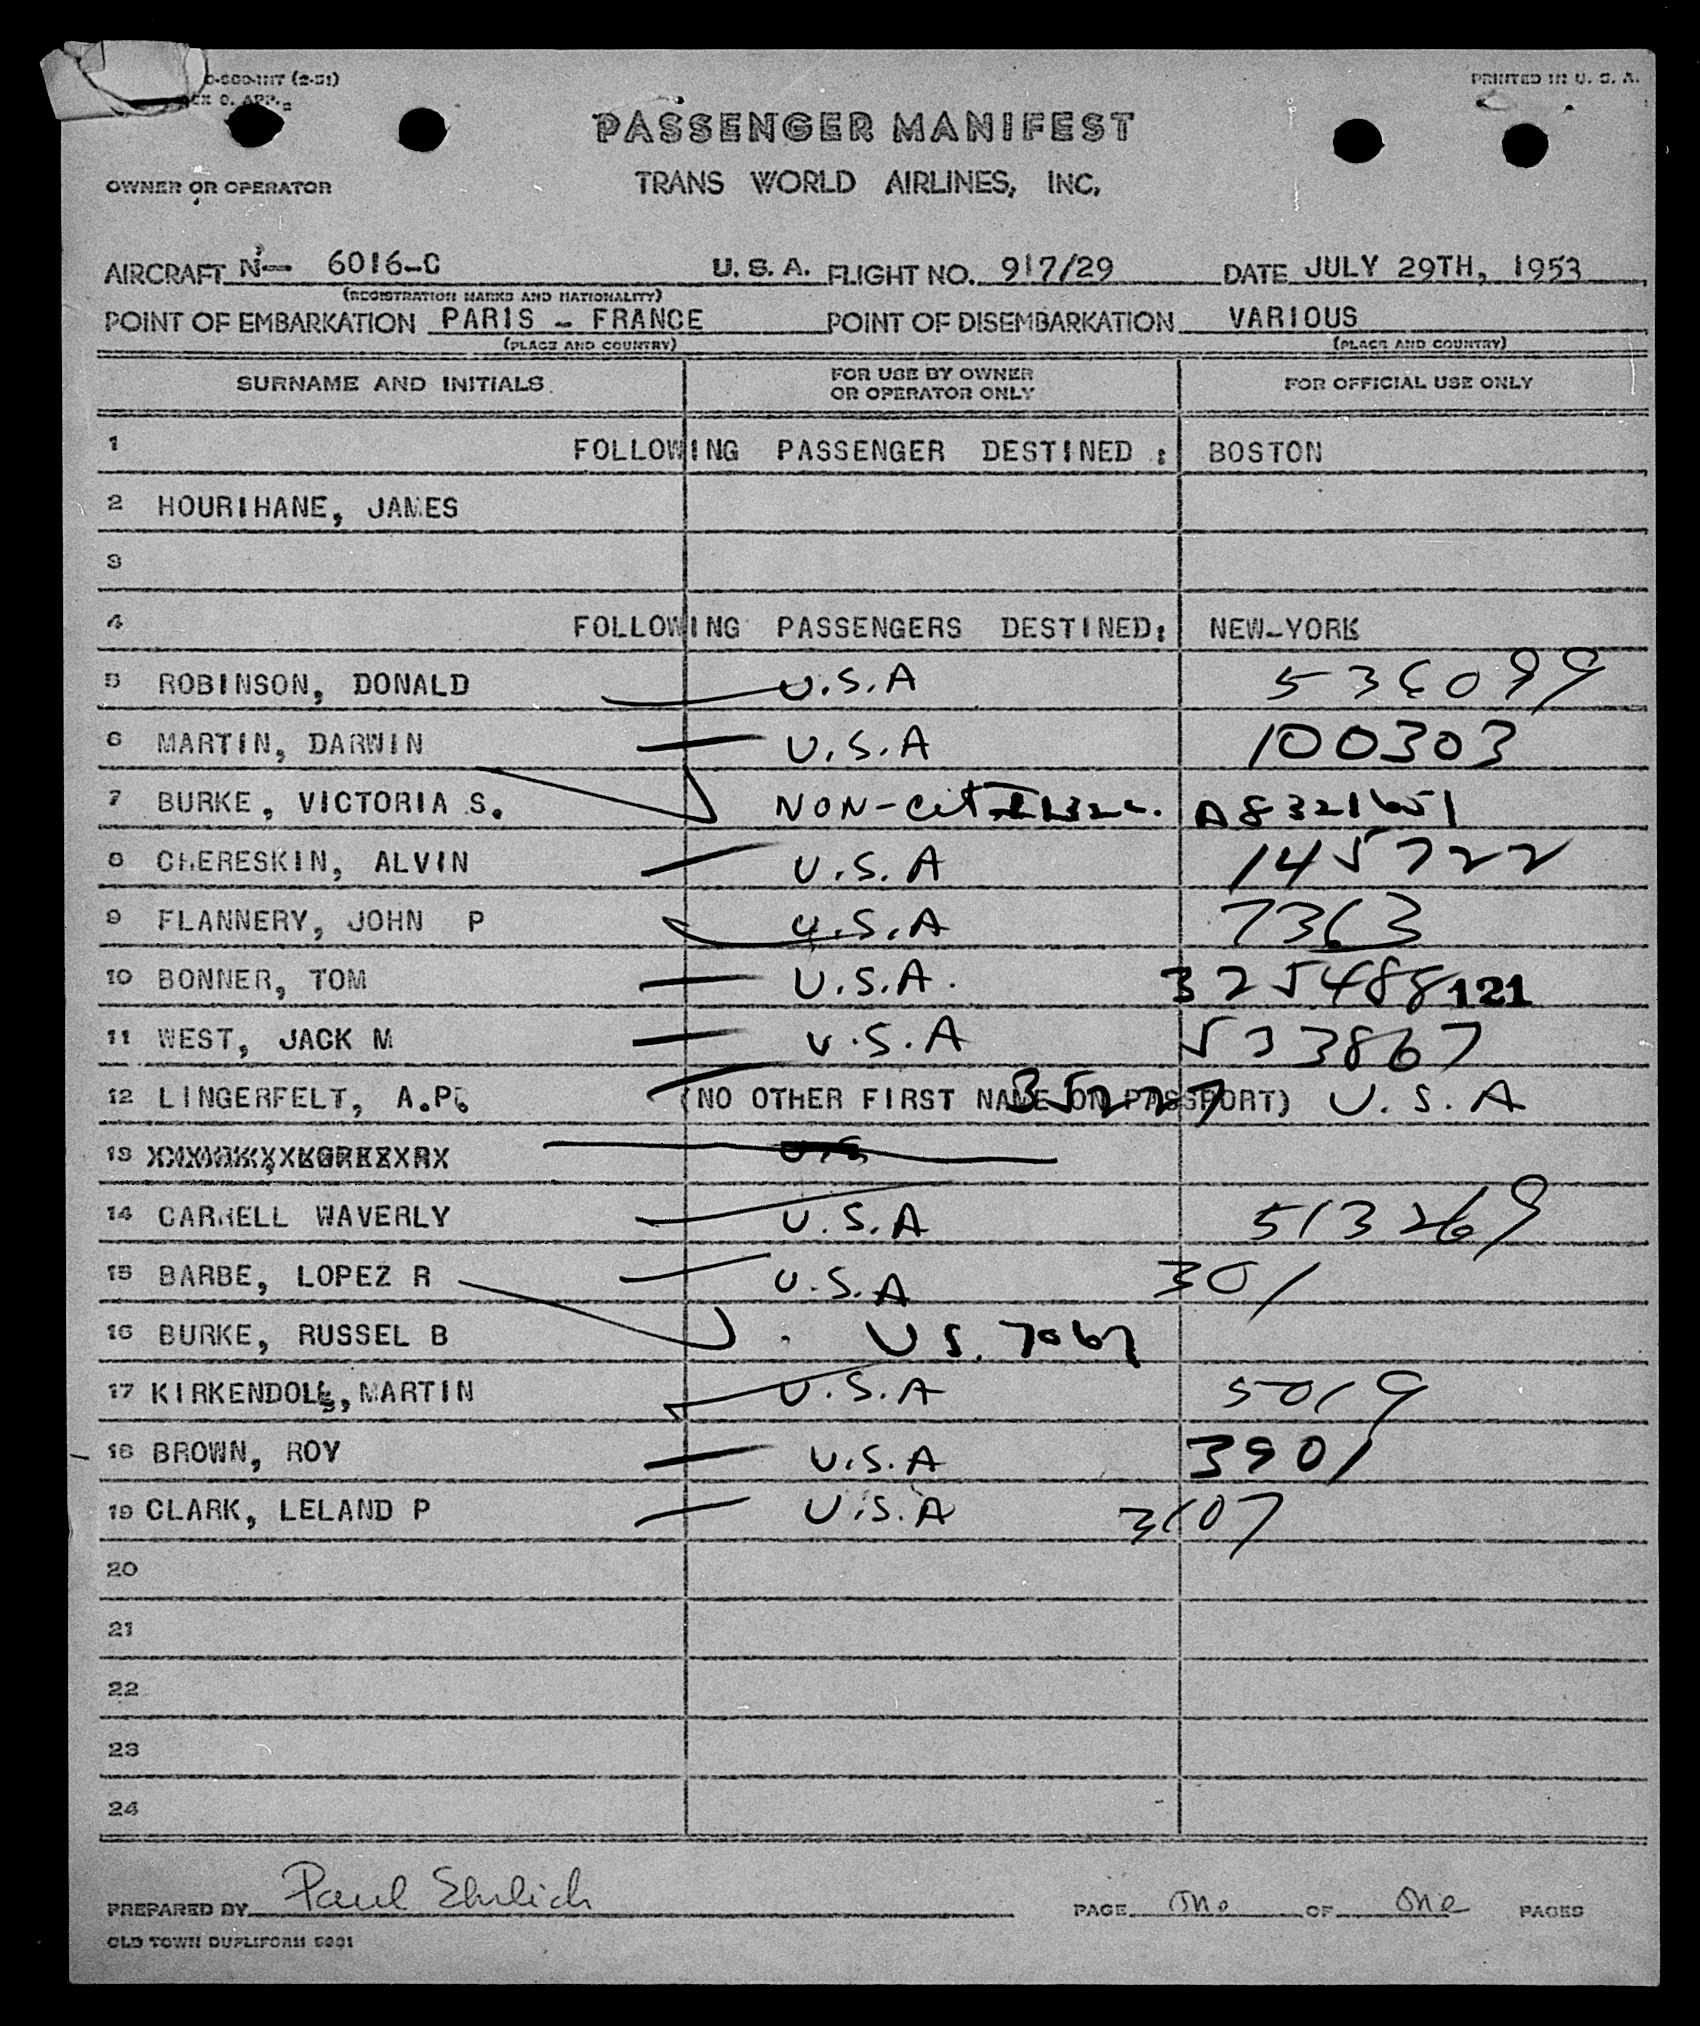 0-800-INT (2-51)
PRINTED IN U. S. A.
PASSENGER MANIFEST
OWNER OR OPERATOR
TRANS WORLD AIRLINES, INC.
AIRCRAFT N- 6016-C U.S.A. FLIGHT NO. 917/29 DATE JULY 29TH, 1953
(REGISTRATION MARKS AND NATIONALITY)
POINT OF EMBARKATION PARIS - FRANCE POINT OF DISEMBARKATION VARIOUS
(PLACE AND COUNTRY) (PLACE AND COUNTRY)
SURNAME AND INITIALS FOR USE BY OWNER OR OPERATOR ONLY FOR OFFICIAL USE ONLY
1 FOLLOWING PASSENGER DESTINED : BOSTON
2 HOURIHANE, JAMES
3
4 FOLLOWING PASSENGERS DESTINED: NEW-YORK
5 ROBINSON, DONALD U.S.A 536099
6 MARTIN, DARWIN U.S.A 100303
7 BURKE, VICTORIA S. NON- A8321651
8 CHERESKIN, ALVIN U.S.A 145722
9 FLANNERY, JOHN P U.S.A 7363
10 BONNER, TOM U.S.A. 325488 121
11 WEST, JACK M U.S.A 533867
12 LINGERFELT, A.P. (NO OTHER FIRST NAME ON PASSPORT) 35227 U.S.A
13
14 CARRELL WAVERLY U.S.A 513269
15 BARBE, LOPEZ R U.S.A 301
16 BURKE, RUSSEL B US. 7067
17 KIRKENDOLL, MARTIN U.S.A 5019
18 BROWN, ROY U.S.A 3901
19 CLARK, LELAND P U.S.A 3107
20
21
22
23
24
PREPARED BY Paul Ehrlich PAGE One OF One PAGES
OLD TOWN DUPLIFORM 5001